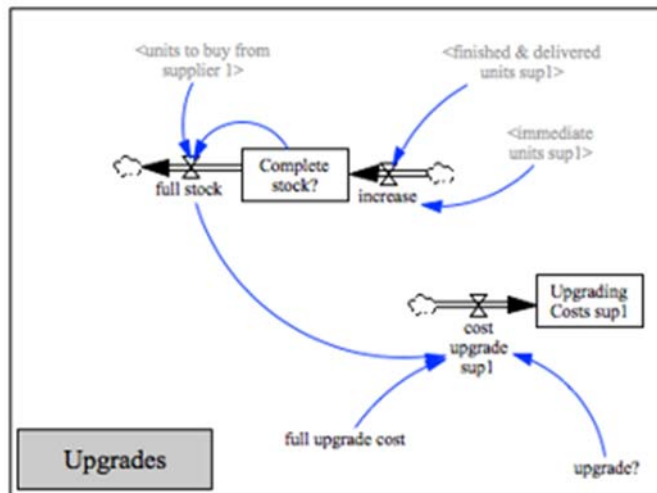 <units to buy from
supplier 1>
<finished & delivered
units sup1>
<immediate
units sup1>
Complete
stock?
full stock
increase
Upgrading
Costs sup1
cost
upgrade
sup1
full upgrade cost
upgrade?
Upgrades